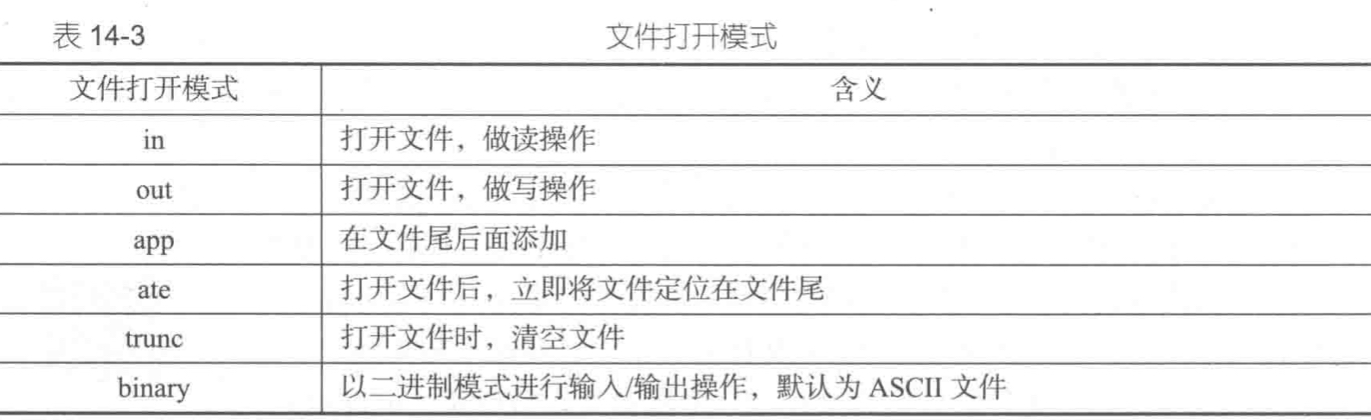 表 14-3 文件打开模式
文件打开模式 含义
in 打开文件，做读操作
out 打开文件，做写操作
app 在文件尾后面添加
ate 打开文件后，立即将文件定位在文件尾
trunc 打开文件时，清空文件
binary 以二进制模式进行输入/输出操作，默认为 ASCII 文件